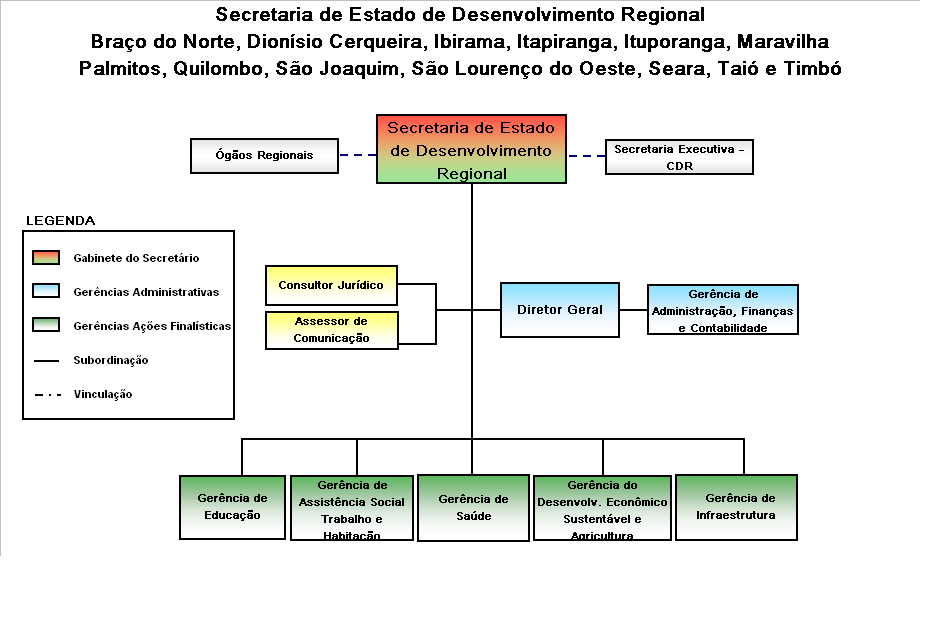 Secretaria de Estado de Desenvolvimento Regional
Braço do Norte, Dionísio Cerqueira, Ibirama, Itapiranga, Ituporanga, Maravilha
Palmitos, Quilombo, São Joaquim, São Lourenço do Oeste, Seara, Taió e Timbó
Secretaria de Estado
de Desenvolvimento
Regional
Ógãos Regionais
Secretaria Executiva -
CDR
LEGENDA
Gabinete do Secretário
Gerências Administrativas
Gerências Ações Finalísticas
Subordinação
Vinculação
Consultor Jurídico
Assessor de
Comunicação
Diretor Geral
Gerência de
Administração, Finanças
e Contabilidade
Gerência de
Educação
Gerência de
Assistência Social
Trabalho e
Habitação
Gerência de
Saúde
Gerência do
Desenvolv. Econômico
Sustentável e
Agricultura
Gerência de
Infraestrutura